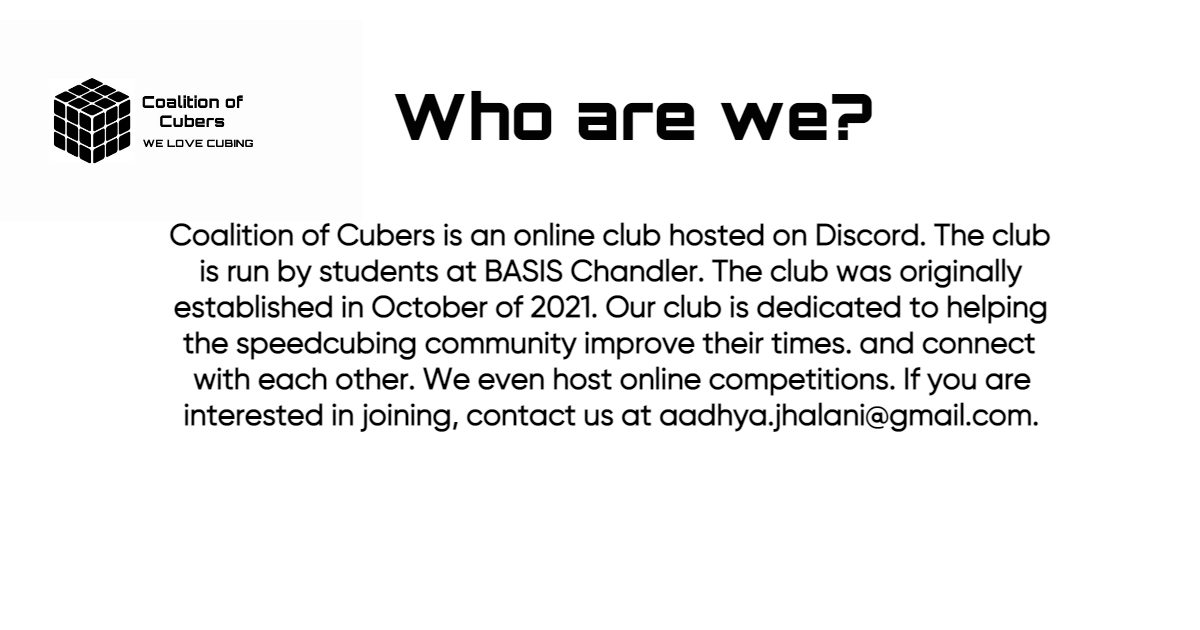 Coalition of
Cubers
WE LOVE CUBING
Who are we?
Coalition of Cubers is an online club hosted on Discord. The club
is run by students at BASIS Chandler. The club was originally
established in October of 2021. Our club is dedicated to helping
the speedcubing community improve their times. and connect
with each other. We even host online competitions. If you are
interested in joining, contact us at aadhya.jhalani@gmail.com.